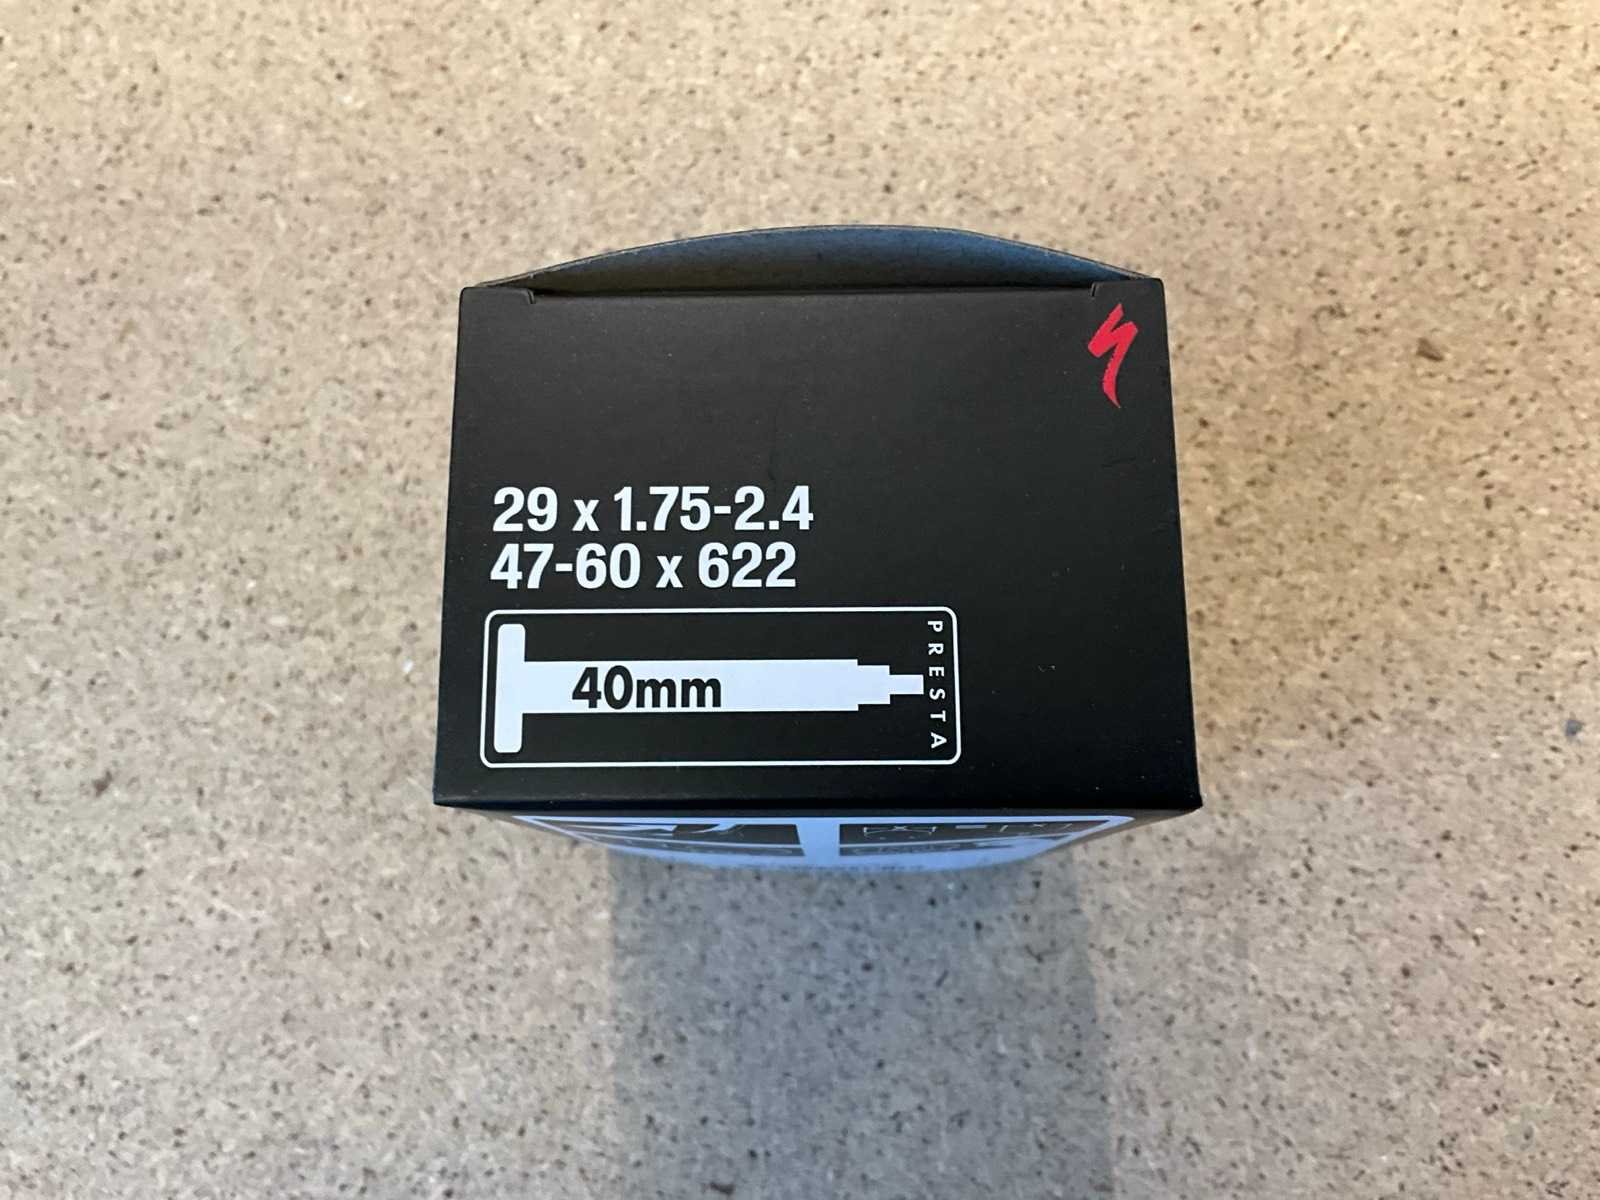 29 x 1.75-2.4
47-60 x 622
40mm
PRESTA